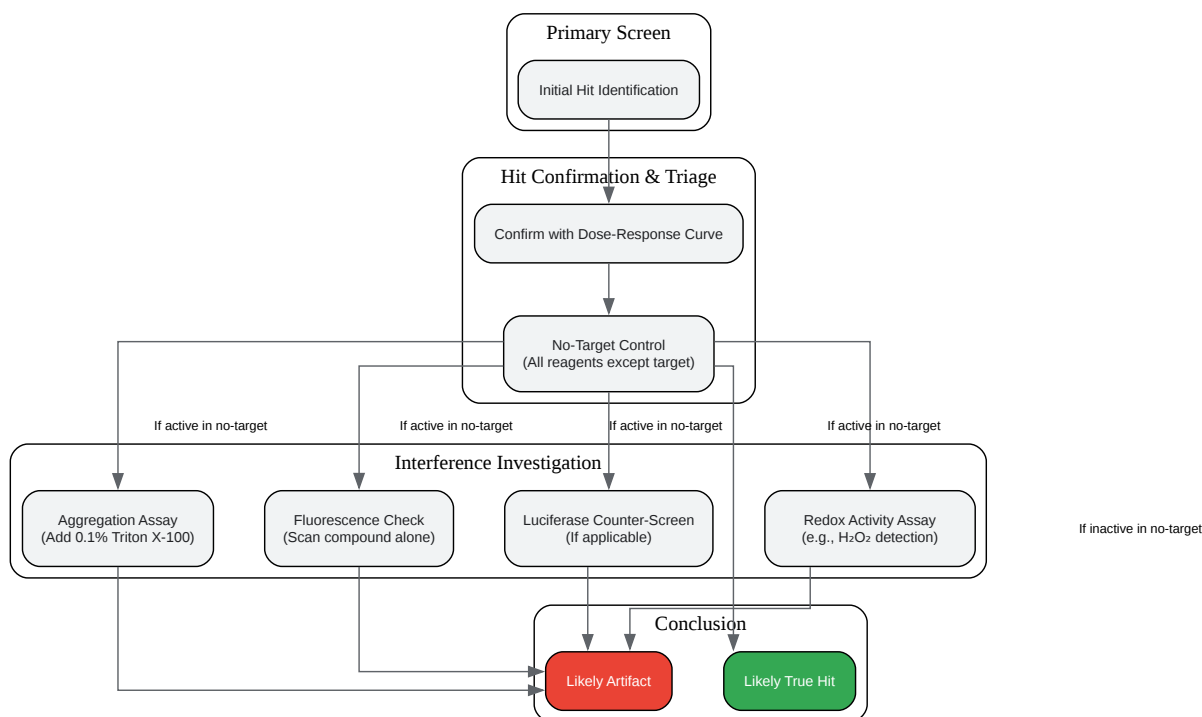 Primary Screen
Initial Hit Identification
Hit Confirmation & Triage
Confirm with Dose-Response Curve
No-Target Control
(All reagents except target)
If active in no-target
If active in no-target
If active in no-target
If active in no-target
If inactive in no-target
Interference Investigation
Aggregation Assay
(Add 0.1% Triton X-100)
Fluorescence Check
(Scan compound alone)
Luciferase Counter-Screen
(If applicable)
Redox Activity Assay
(e.g., H₂O₂ detection)
Conclusion
Likely Artifact
Likely True Hit